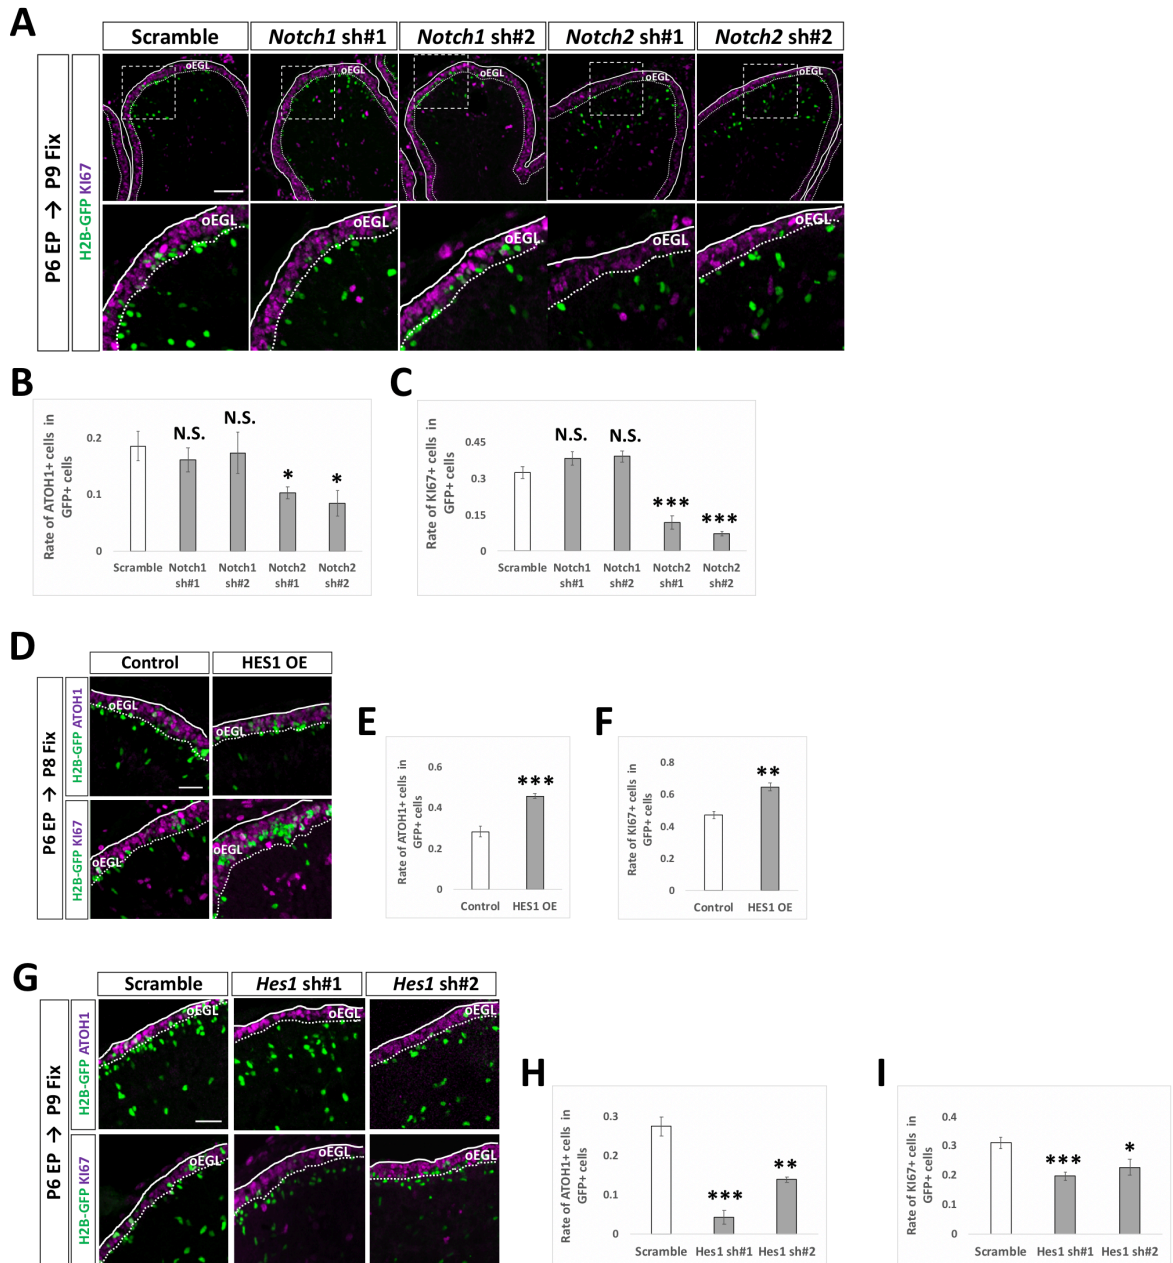 A
Scramble
Notch1 sh#1
Notch1 sh#2
Notch2 sh#1
Notch2 sh#2
P6 EP → P9 Fix
H2B-GFP KI67
oEGL
oEGL
oEGL
oEGL
oEGL
oEGL
oEGL
oEGL
oEGL
oEGL
B
Rate of ATOH1+ cells in
GFP+ cells
0.2
0.1
0
N.S.
N.S.
*
*
Scramble
Notch1
sh#1
Notch1
sh#2
Notch2
sh#1
Notch2
sh#2
C
Rate of KI67+ cells in
GFP+ cells
0.45
0.3
0.15
0
N.S.
N.S.
***
***
Scramble
Notch1
sh#1
Notch1
sh#2
Notch2
sh#1
Notch2
sh#2
D
Control
HES1 OE
P6 EP → P8 Fix
H2B-GFP ATOH1
H2B-GFP KI67
oEGL
oEGL
oEGL
oEGL
E
Rate of ATOH1+ cells in
GFP+ cells
0.6
0.4
0.2
0
***
Control
HES1 OE
F
Rate of KI67+ cells in
GFP+ cells
0.8
0.6
0.4
0.2
0
**
Control
HES1 OE
G
Scramble
Hes1 sh#1
Hes1 sh#2
P6 EP → P9 Fix
H2B-GFP ATOH1
H2B-GFP KI67
oEGL
oEGL
oEGL
oEGL
oEGL
oEGL
H
Rate of ATOH1+ cells in
GFP+ cells
0.3
0.2
0.1
0
***
**
Scramble
Hes1 sh#1
Hes1 sh#2
I
Rate of KI67+ cells in
GFP+ cells
0.4
0.3
0.2
0.1
0
***
*
Scramble
Hes1 sh#1
Hes1 sh#2